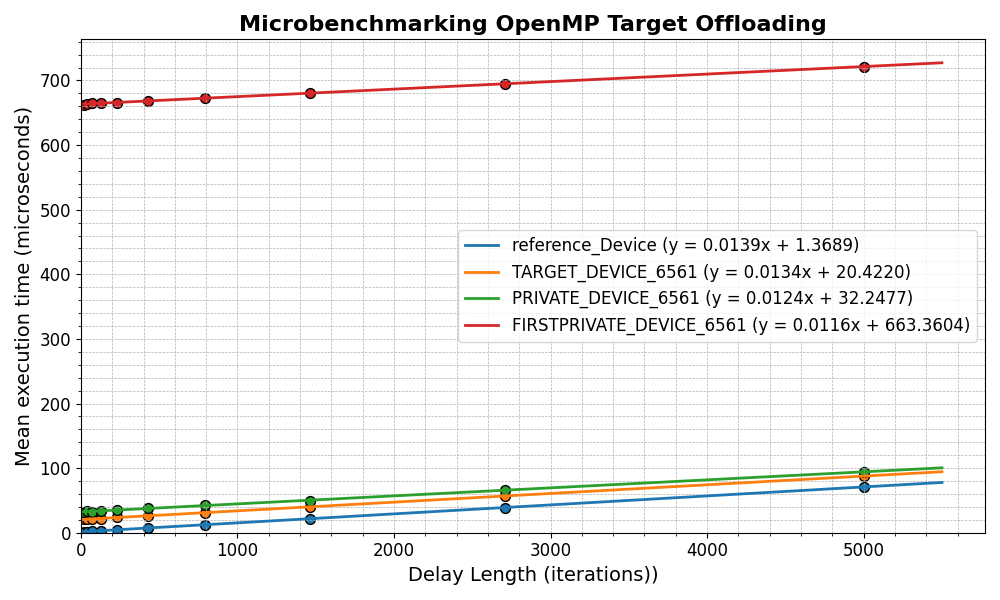 Microbenchmarking OpenMP Target Offloading
Mean execution time (microseconds)
700
600
500
400
300
200
100
0
reference_Device (y = 0.0139x + 1.3689)
TARGET_DEVICE_6561 (y = 0.0134x + 20.4220)
PRIVATE_DEVICE_6561 (y = 0.0124x + 32.2477)
FIRSTPRIVATE_DEVICE_6561 (y = 0.0116x + 663.3604)
0 1000 2000 3000 4000 5000
Delay Length (iterations))